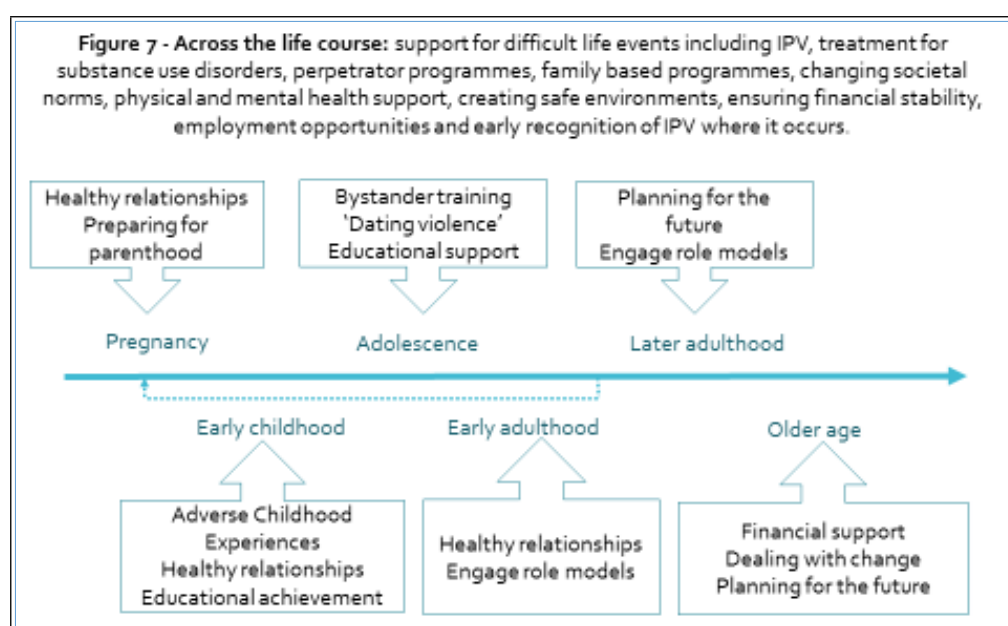 Figure 7 - Across the life course: support for difficult life events including IPV, treatment for
substance use disorders, perpetrator programmes, family based programmes, changing societal
norms, physical and mental health support, creating safe environments, ensuring financial stability,
employment opportunities and early recognition of IPV where it occurs.
Healthy relationships
Preparing for
parenthood
Bystander training
'Dating violence'
Educational support
Planning for the
future
Engage role models
Pregnancy
Adolescence
Later adulthood
Early childhood
Early adulthood
Older age
Adverse Childhood
Experiences
Healthy relationships
Educational achievement
Healthy relationships
Engage role models
Financial support
Dealing with change
Planning for the future